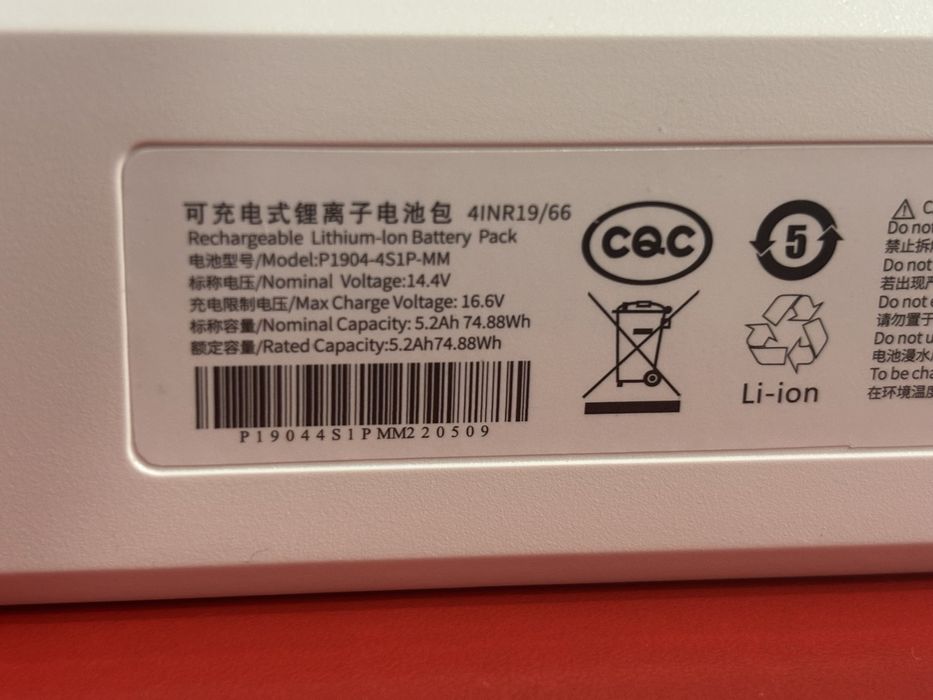 可充电式锂离子电池包 4INR19/66
Rechargeable Lithium-Ion Battery Pack
电池型号/Model:P1904-4S1P-MM
标称电压/Nominal Voltage:14.4V
充电限制电压/Max Charge Voltage: 16.6V
标称容量/Nominal Capacity: 5.2Ah 74.88Wh
额定容量/Rated Capacity:5.2Ah74.88Wh
P19044S1PMM220509
CQC
5
Li-ion
Do not
禁止拆
Do not
若出现
Do not
请勿置于
Do not
电池浸水
To be
在环境温度